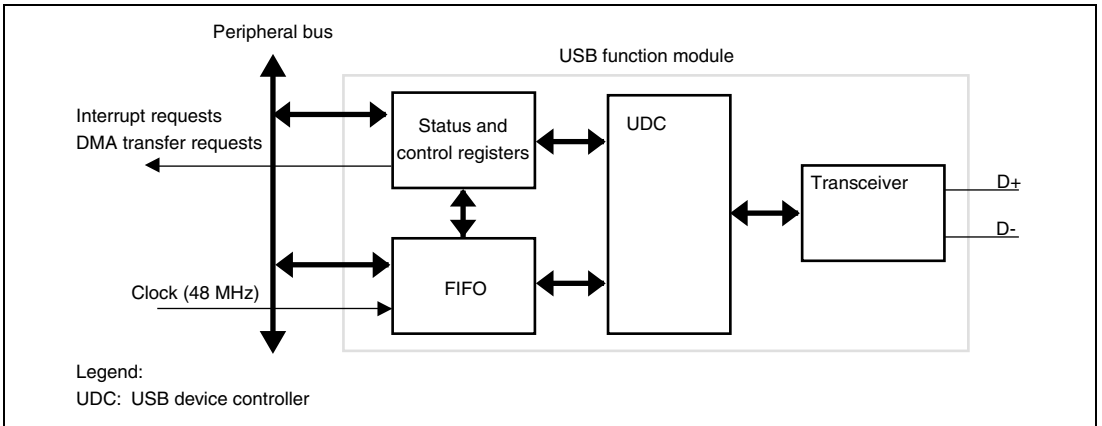 Peripheral bus
USB function module
Interrupt requests
DMA transfer requests
Status and
control registers
UDC
Transceiver
D+
D-
FIFO
Clock (48 MHz)
Legend:
UDC: USB device controller